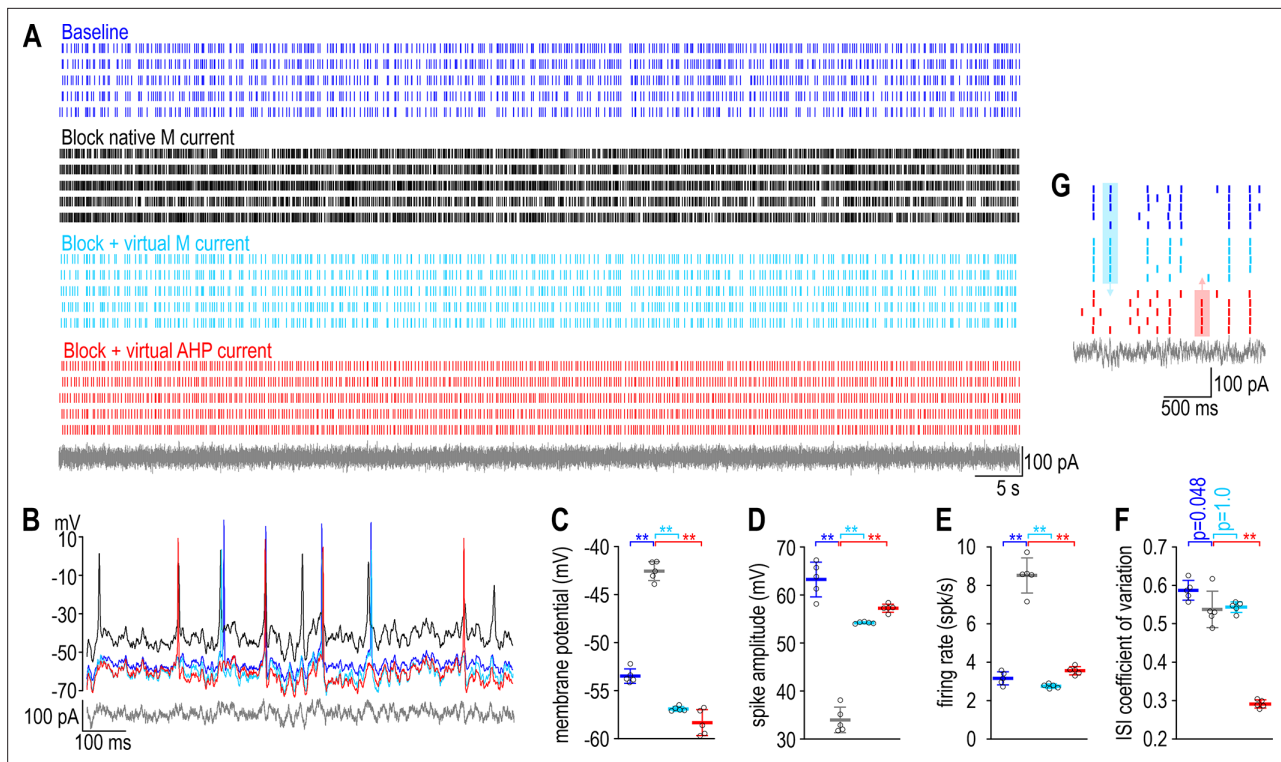 A
Baseline
Block native M current
Block + virtual M current
Block + virtual AHP current
100 pA
5 s
G
100 pA
500 ms
B
mV
10
-10
-30
-50
-70
100 pA
100 ms
C
membrane potential (mV)
-40
-45
-50
-55
-60
**
**
**
D
spike amplitude (mV)
70
60
50
40
30
**
**
**
E
firing rate (spk/s)
10
8
6
4
2
0
**
**
**
F
ISI coefficient of variation
0.7
0.6
0.5
0.4
0.3
0.2
p=0.048
p=1.0
**